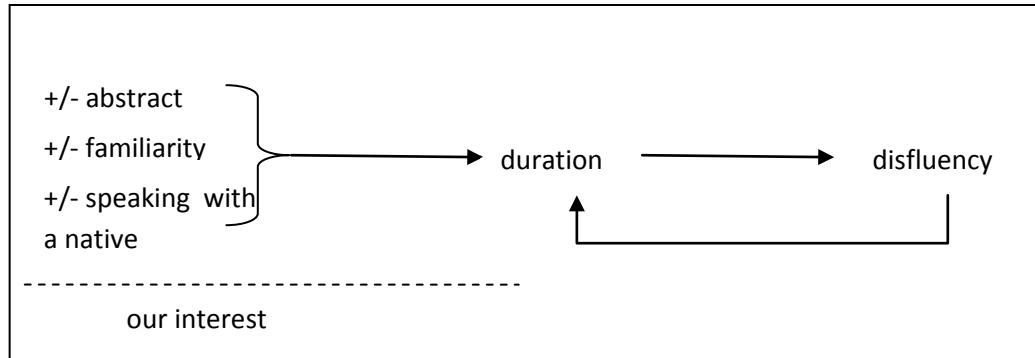 +/- abstract
+/- familiarity
+/- speaking with
a native
duration
disfluency
our interest